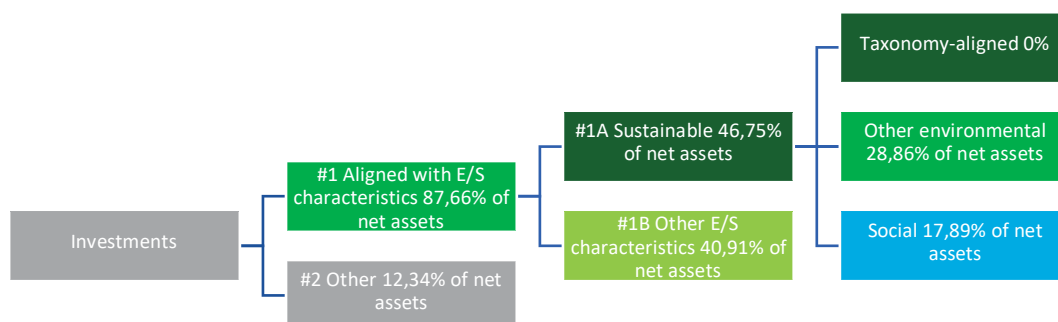 Investments
#1 Aligned with E/S
characteristics 87,66% of
net assets
#2 Other 12,34% of net
assets
#1A Sustainable 46,75%
of net assets
#1B Other E/S
characteristics 40,91% of
net assets
Taxonomy-aligned 0%
Other environmental
28,86% of net assets
Social 17,89% of net
assets